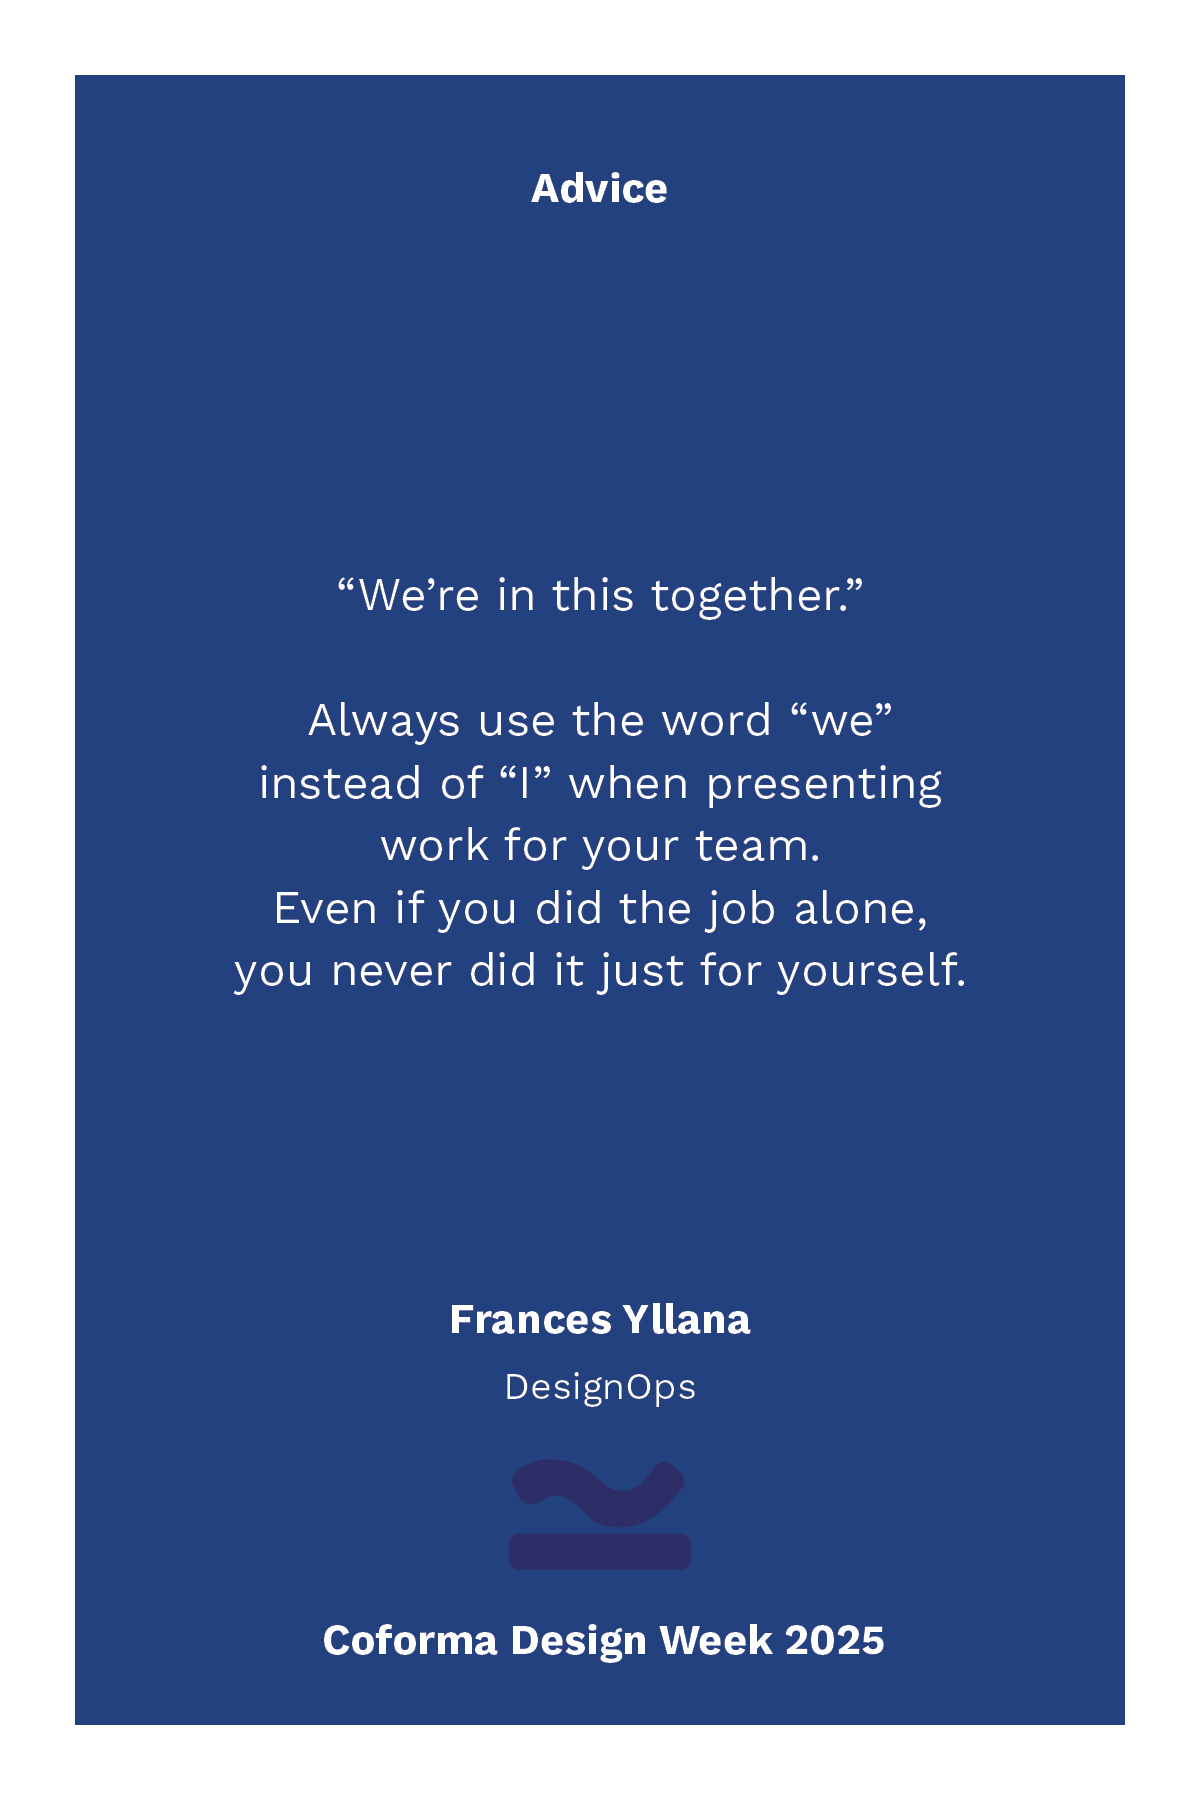 Advice
“We’re in this together.”
Always use the word “we”
instead of “I” when presenting
work for your team.
Even if you did the job alone,
you never did it just for yourself.
Frances Yllana
DesignOps
Coforma Design Week 2025